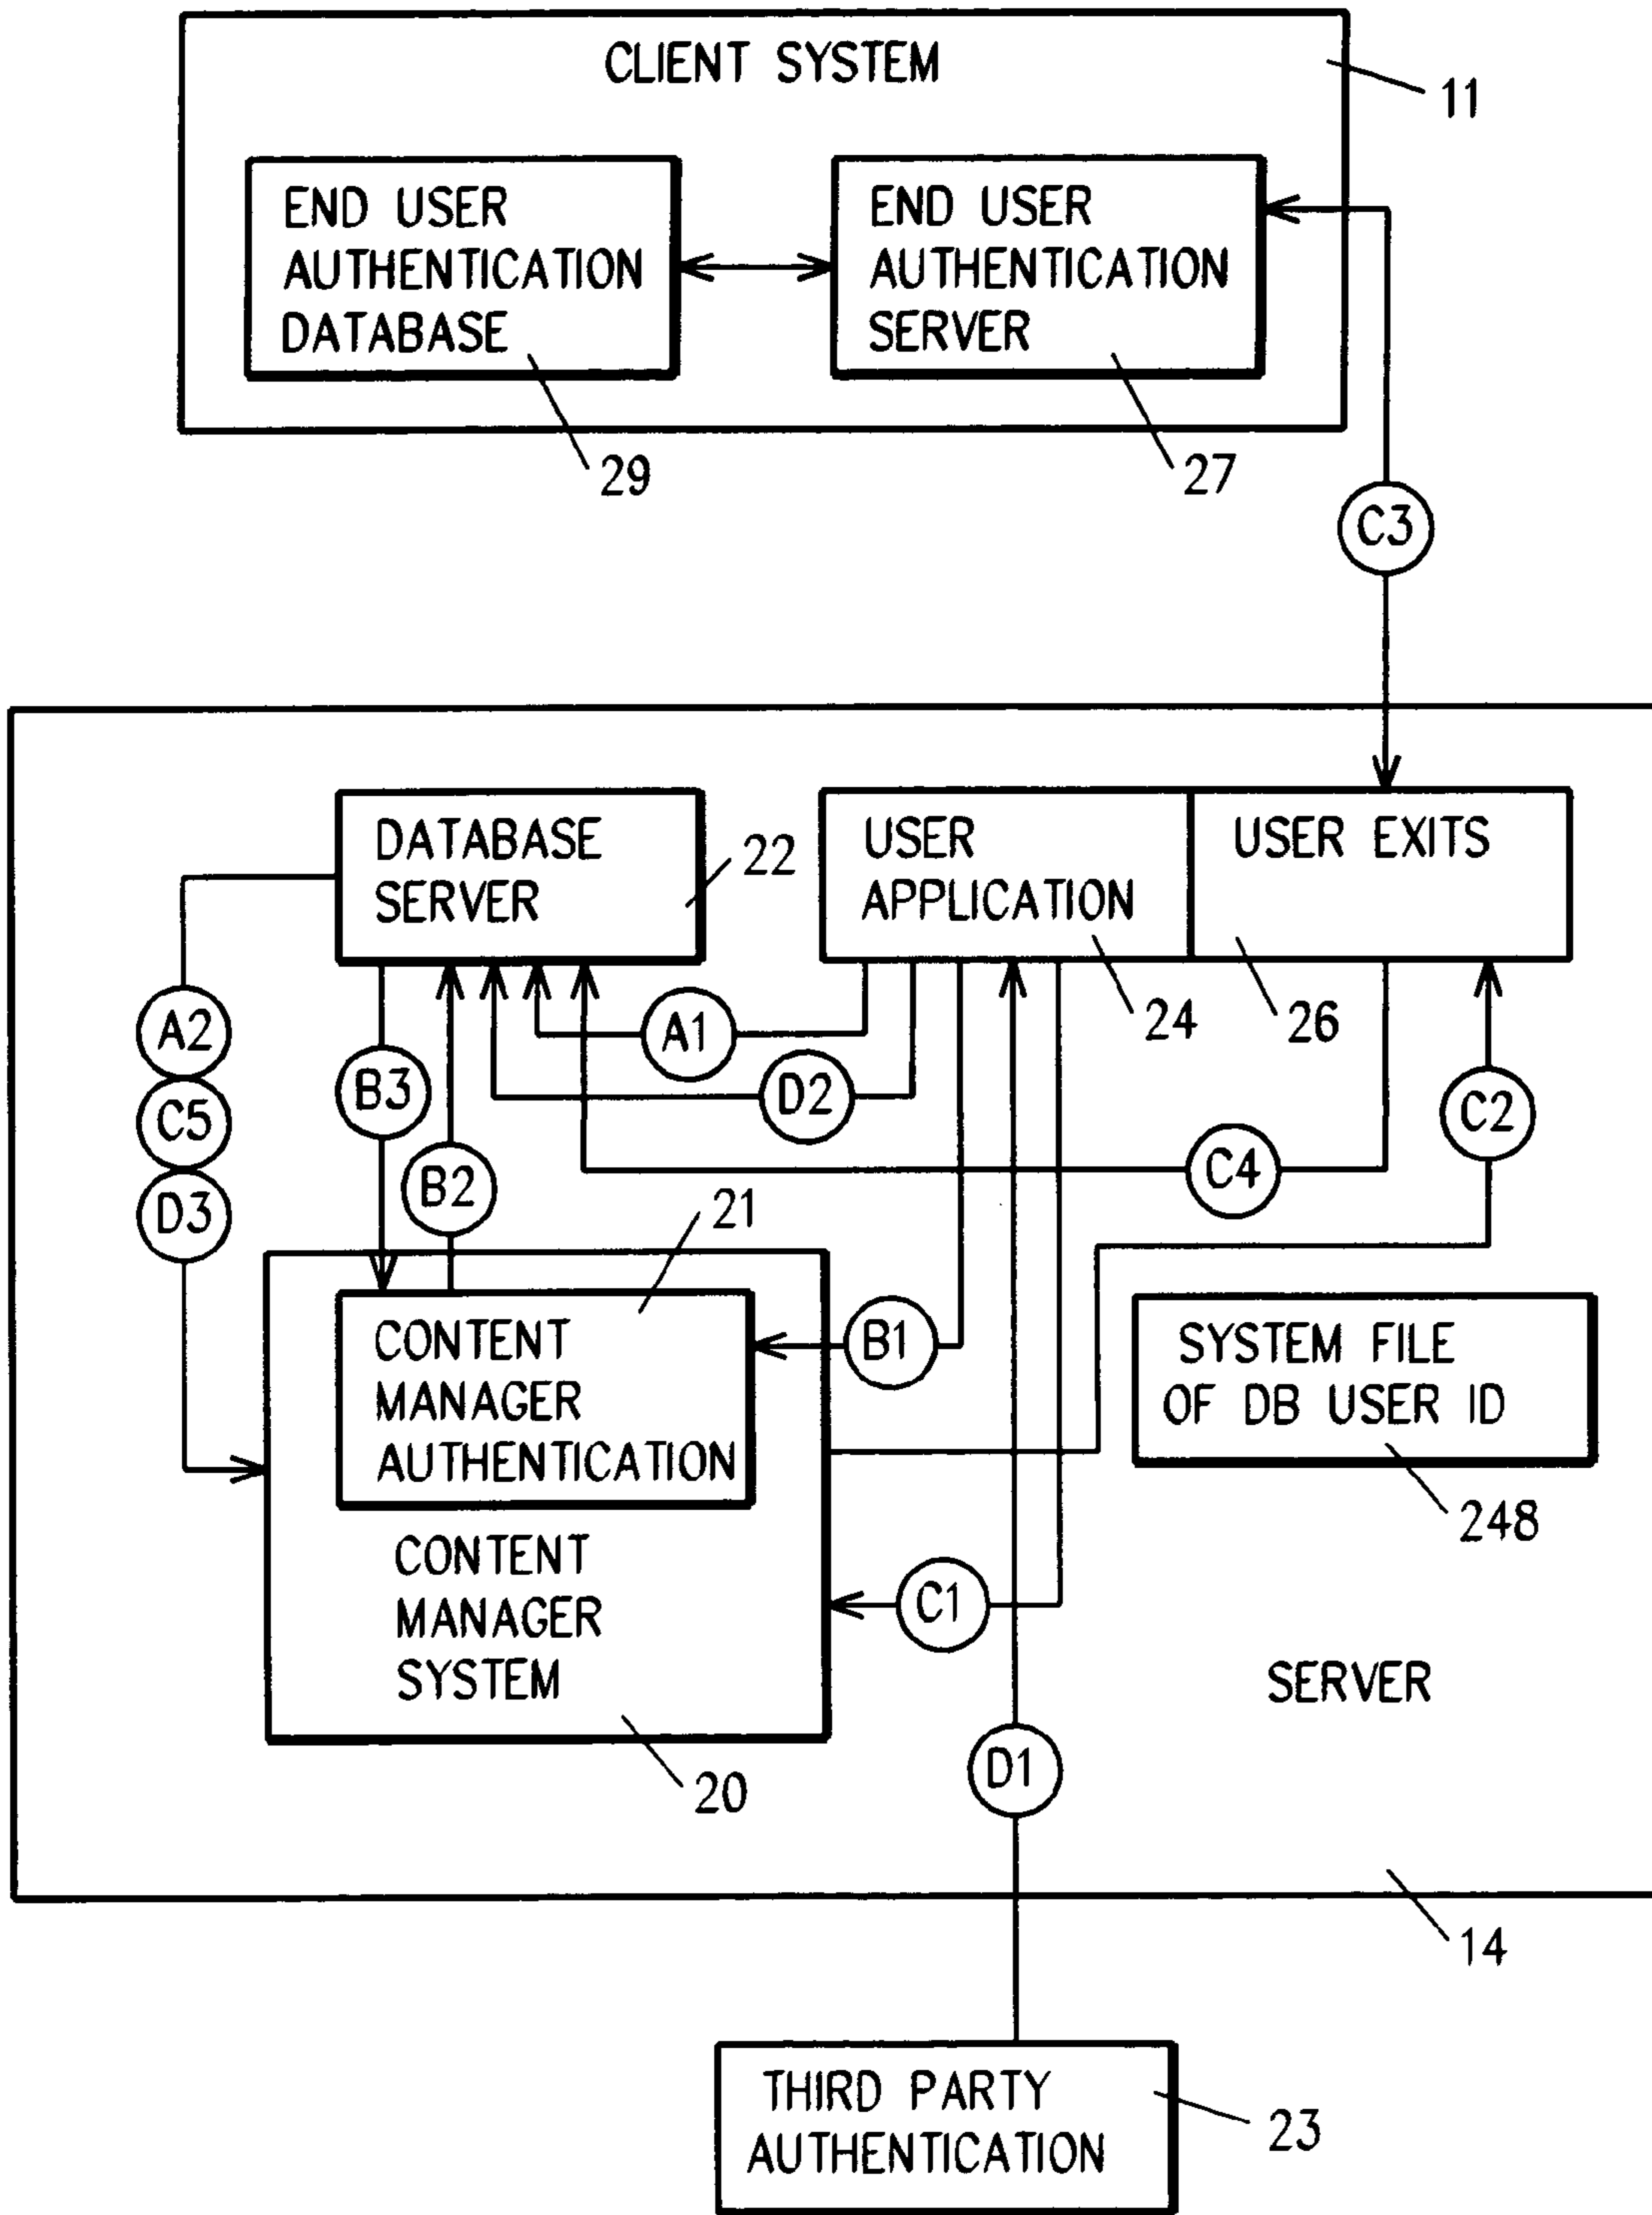 CLIENT SYSTEM
11
END USER
AUTHENTICATION
DATABASE
END USER
AUTHENTICATION
SERVER
29
27
C3
DATABASE
SERVER
22
USER
APPLICATION
USER EXITS
24
26
A2
C5
D3
B3
B2
A1
D2
C4
C2
21
CONTENT
MANAGER
AUTHENTICATION
B1
SYSTEM FILE
OF DB USER ID
248
CONTENT
MANAGER
SYSTEM
C1
SERVER
20
D1
14
THIRD PARTY
AUTHENTICATION
23